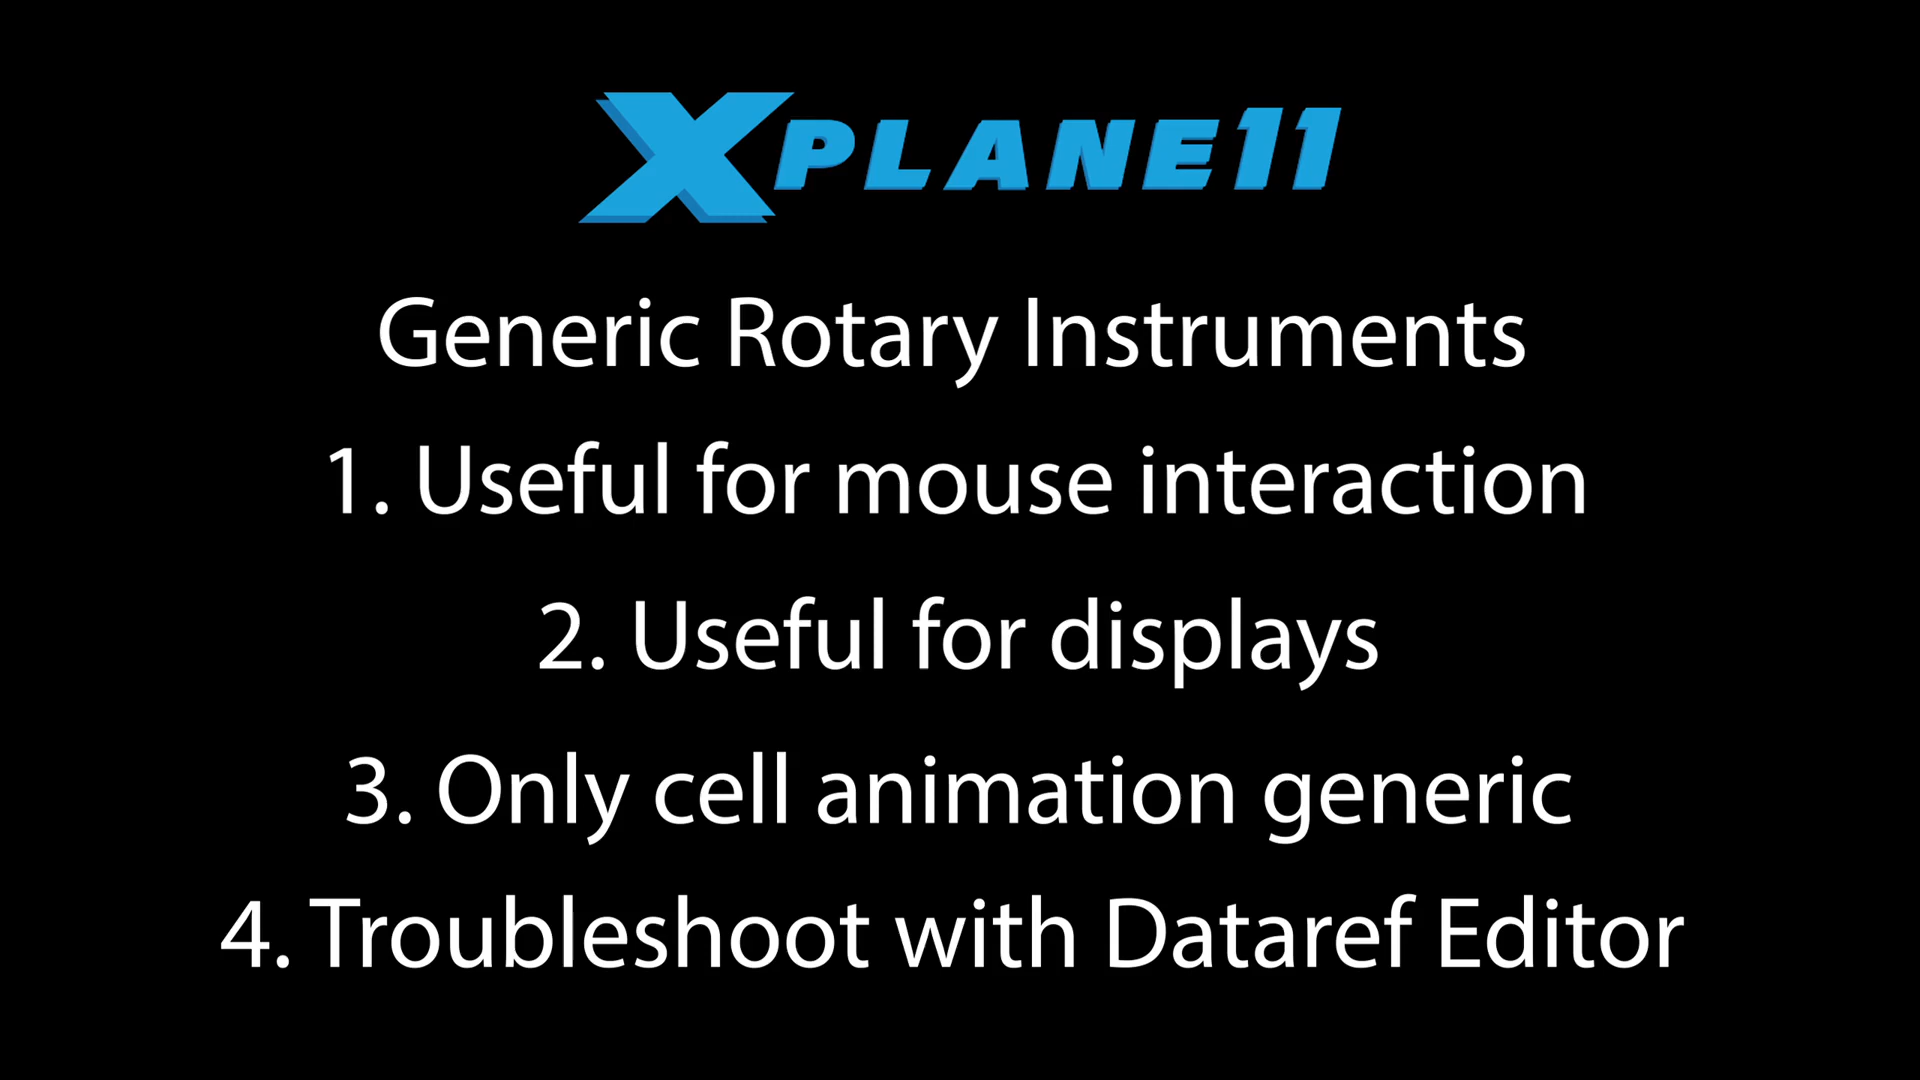 XPLANE11
Generic Rotary Instruments
1. Useful for mouse interaction
2. Useful for displays
3. Only cell animation generic
4. Troubleshoot with Dataref Editor